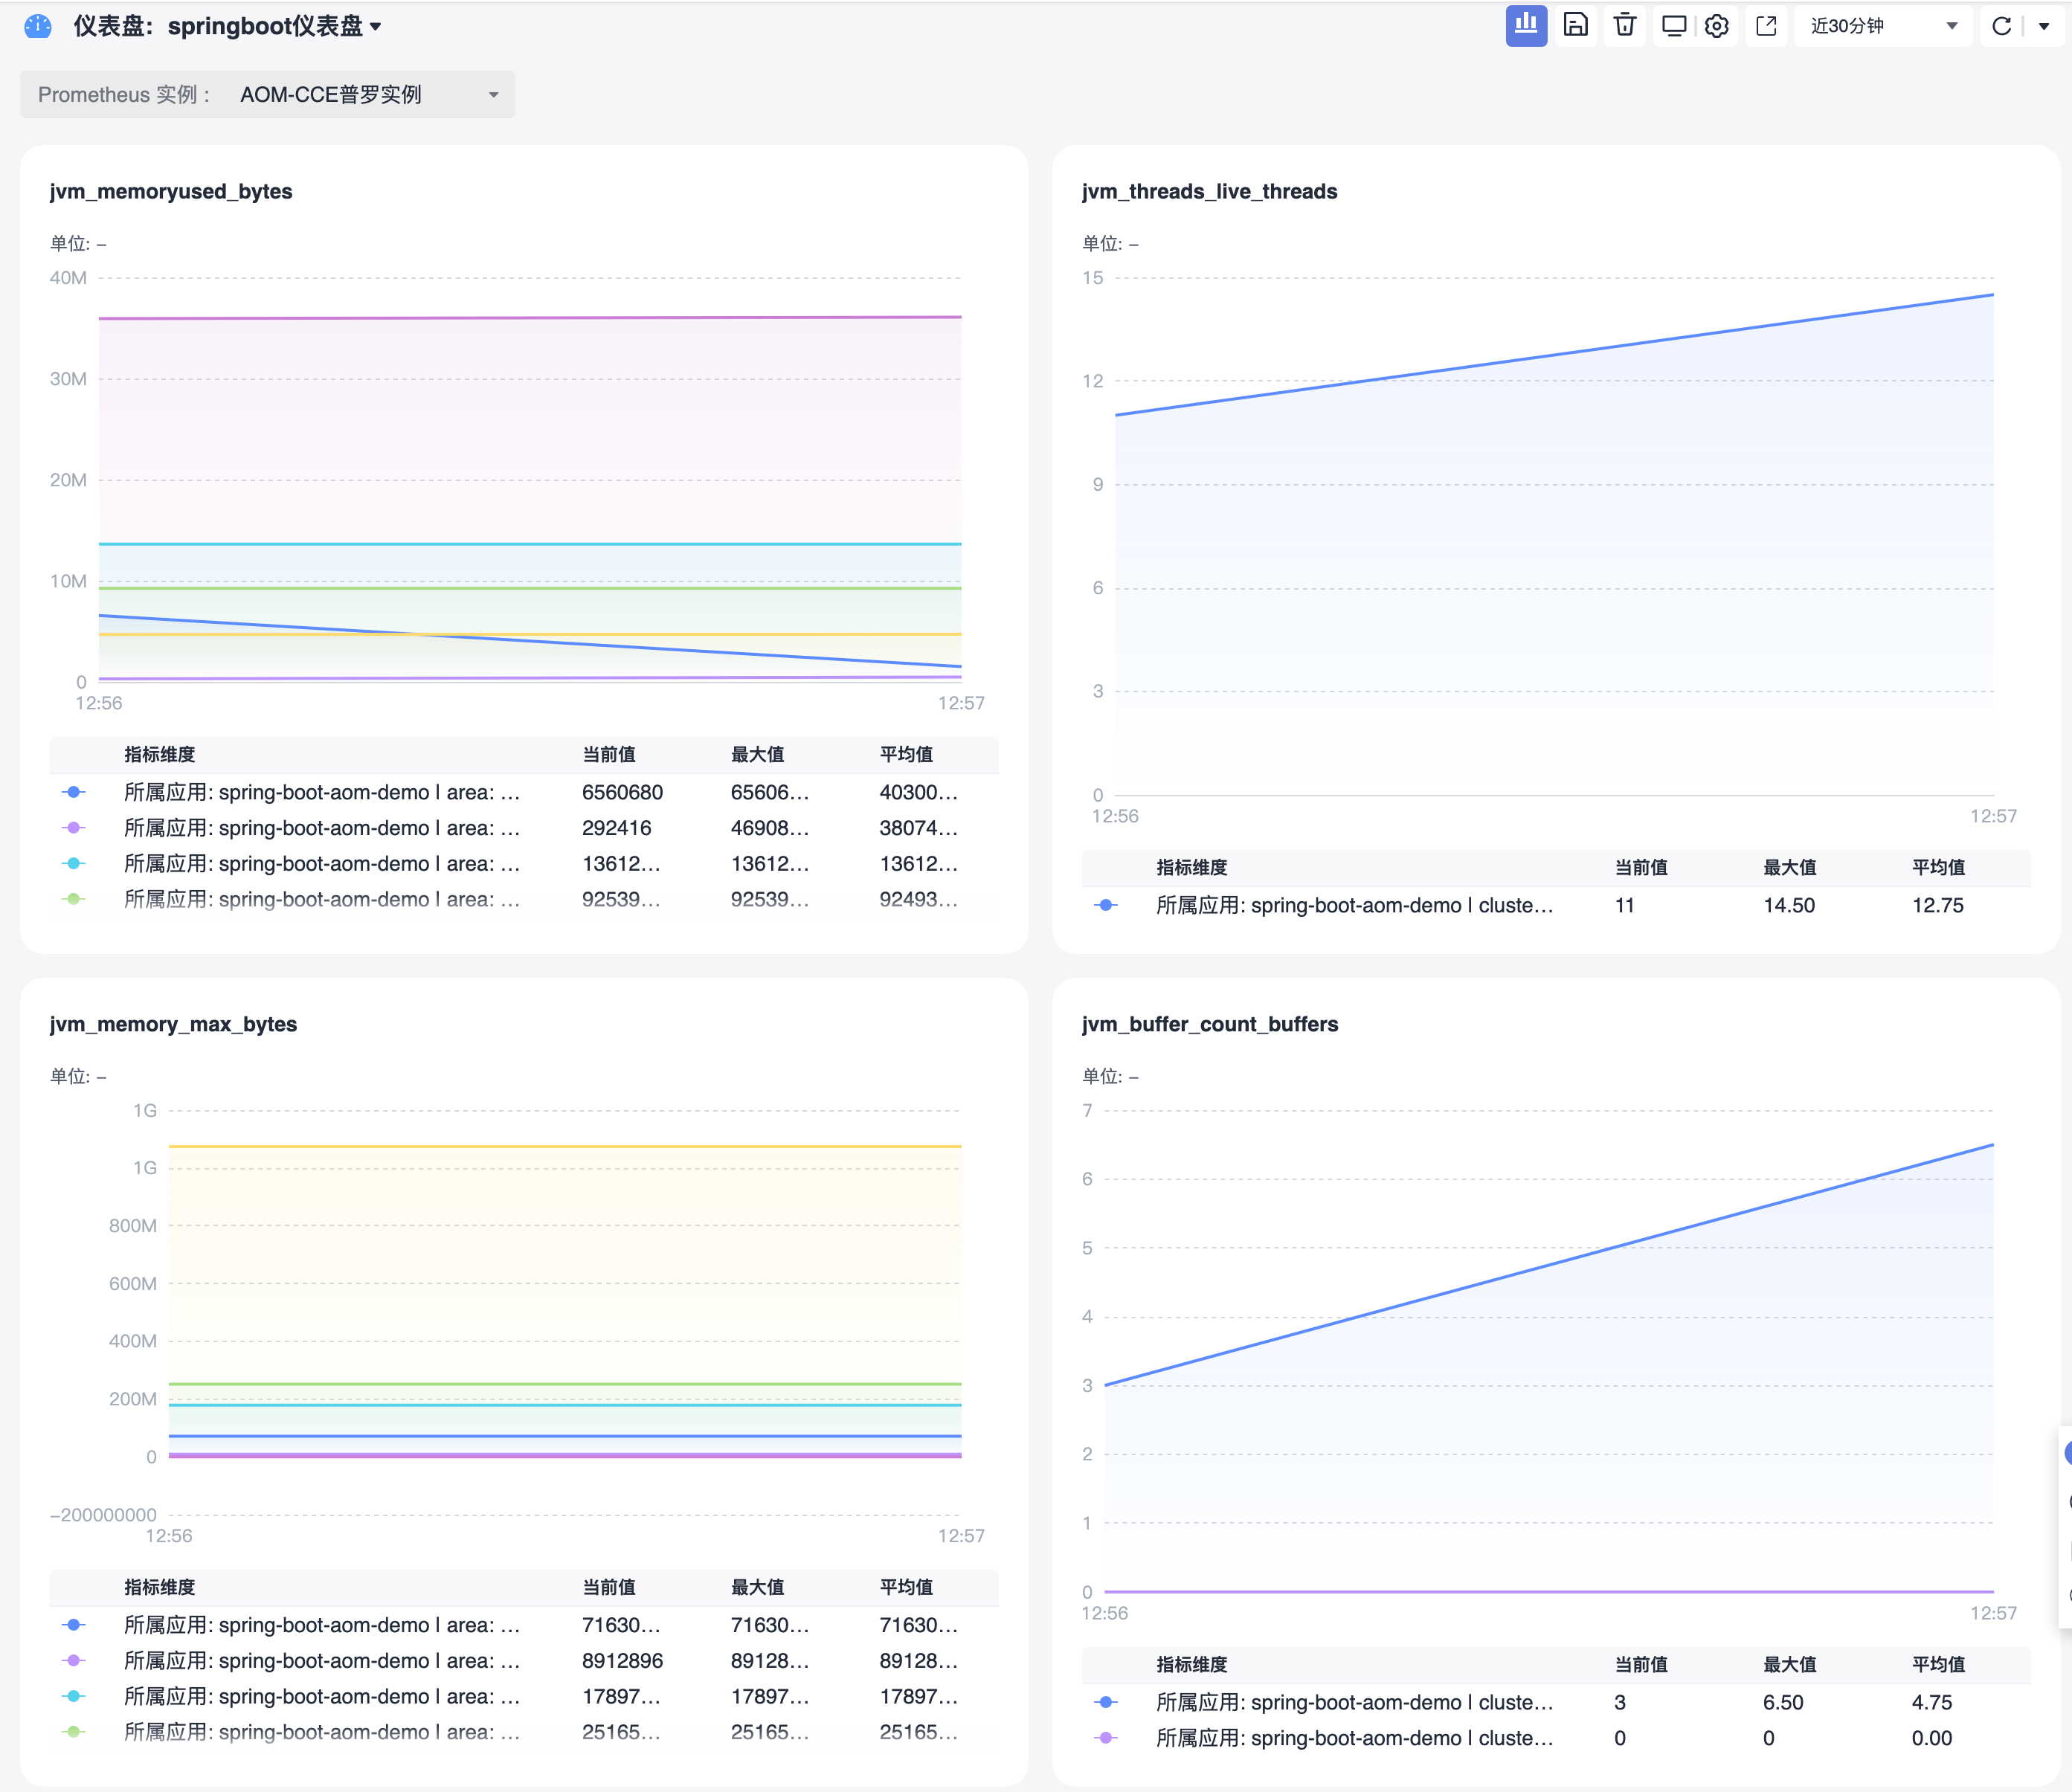 仪表盘: springboot仪表盘
近30分钟
Prometheus 实例 : AOM-CCE普罗实例
jvm_memoryused_bytes
单位: –
40M
30M
20M
10M
0
12:56 12:57
指标维度 当前值 最大值 平均值
所属应用: spring-boot-aom-demo | area: ... 6560680 65606... 40300...
所属应用: spring-boot-aom-demo | area: ... 292416 46908... 38074...
所属应用: spring-boot-aom-demo | area: ... 13612... 13612... 13612...
所属应用: spring-boot-aom-demo | area: ... 92539... 92539... 92493...
jvm_threads_live_threads
单位: –
15
12
9
6
3
0
12:56 12:57
指标维度 当前值 最大值 平均值
所属应用: spring-boot-aom-demo | cluste... 11 14.50 12.75
jvm_memory_max_bytes
单位: –
1G
1G
800M
600M
400M
200M
0
–200000000
12:56 12:57
指标维度 当前值 最大值 平均值
所属应用: spring-boot-aom-demo | area: ... 71630... 71630... 71630...
所属应用: spring-boot-aom-demo | area: ... 8912896 89128... 89128...
所属应用: spring-boot-aom-demo | area: ... 17897... 17897... 17897...
所属应用: spring-boot-aom-demo | area: ... 25165... 25165... 25165...
jvm_buffer_count_buffers
单位: –
7
6
5
4
3
2
1
0
12:56 12:57
指标维度 当前值 最大值 平均值
所属应用: spring-boot-aom-demo | cluste... 3 6.50 4.75
所属应用: spring-boot-aom-demo | cluste... 0 0 0.00